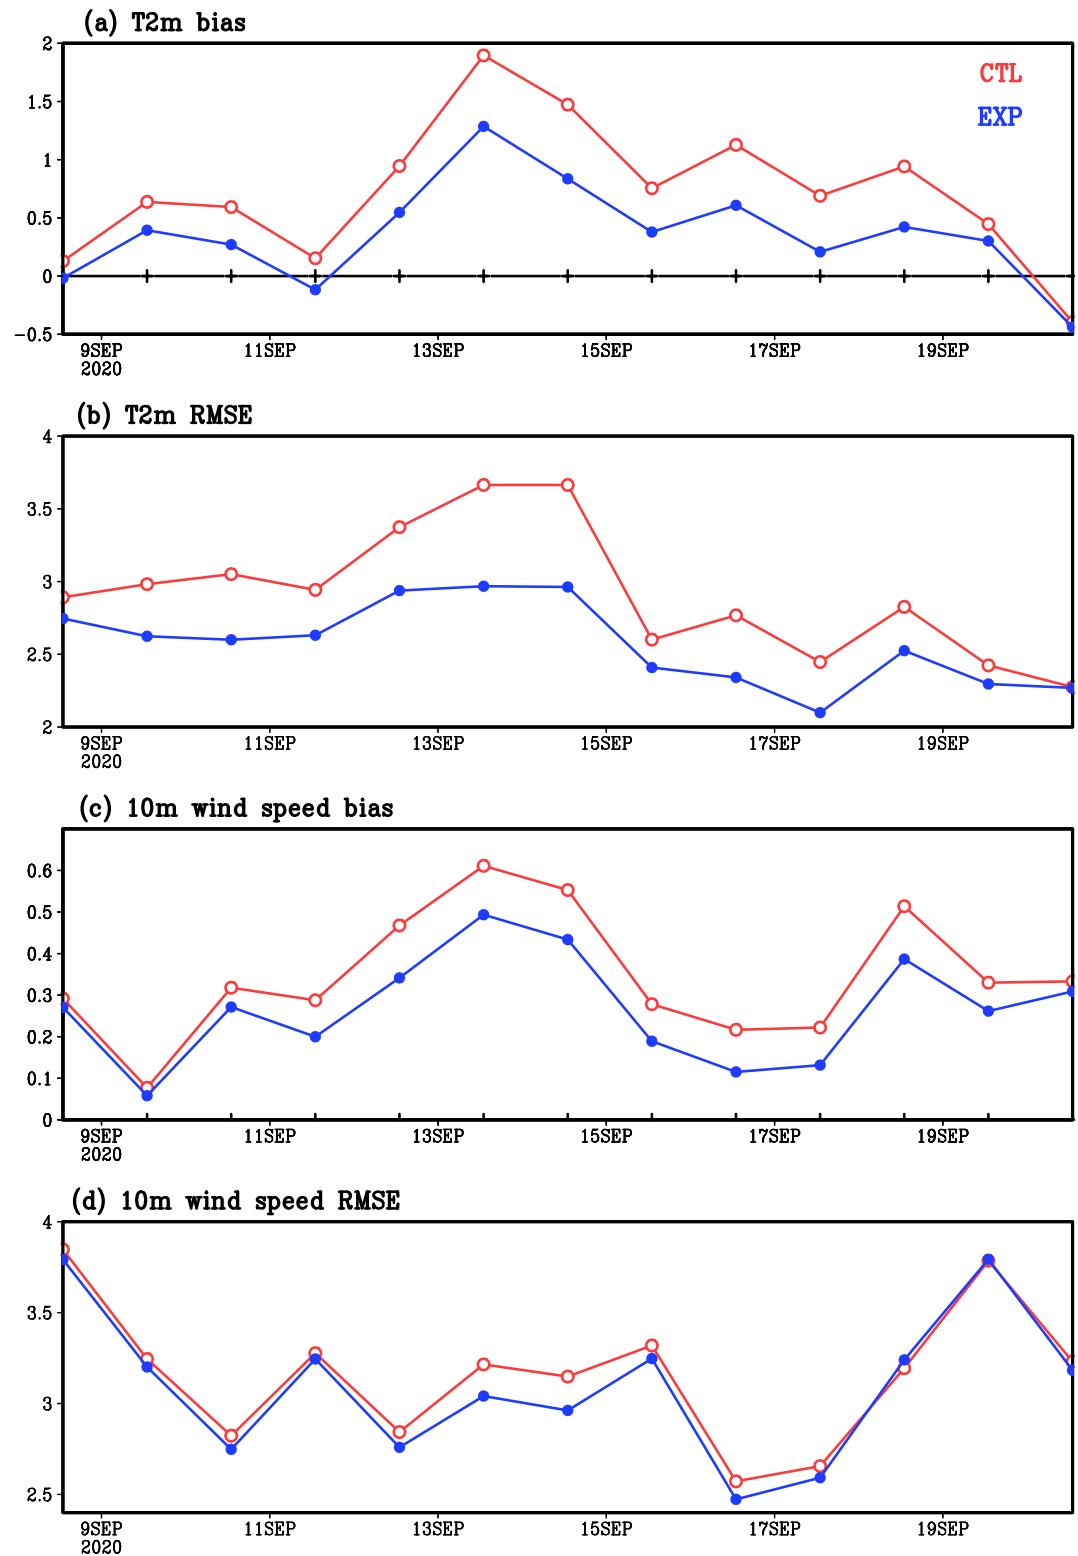 (a) T2m bias
2
1.5
1
0.5
0
−0.5
CTL
EXP
9SEP 11SEP 13SEP 15SEP 17SEP 19SEP
2020
(b) T2m RMSE
4
3.5
3
2.5
2
9SEP 11SEP 13SEP 15SEP 17SEP 19SEP
2020
(c) 10m wind speed bias
0.6
0.5
0.4
0.3
0.2
0.1
0
9SEP 11SEP 13SEP 15SEP 17SEP 19SEP
2020
(d) 10m wind speed RMSE
4
3.5
3
2.5
9SEP 11SEP 13SEP 15SEP 17SEP 19SEP
2020